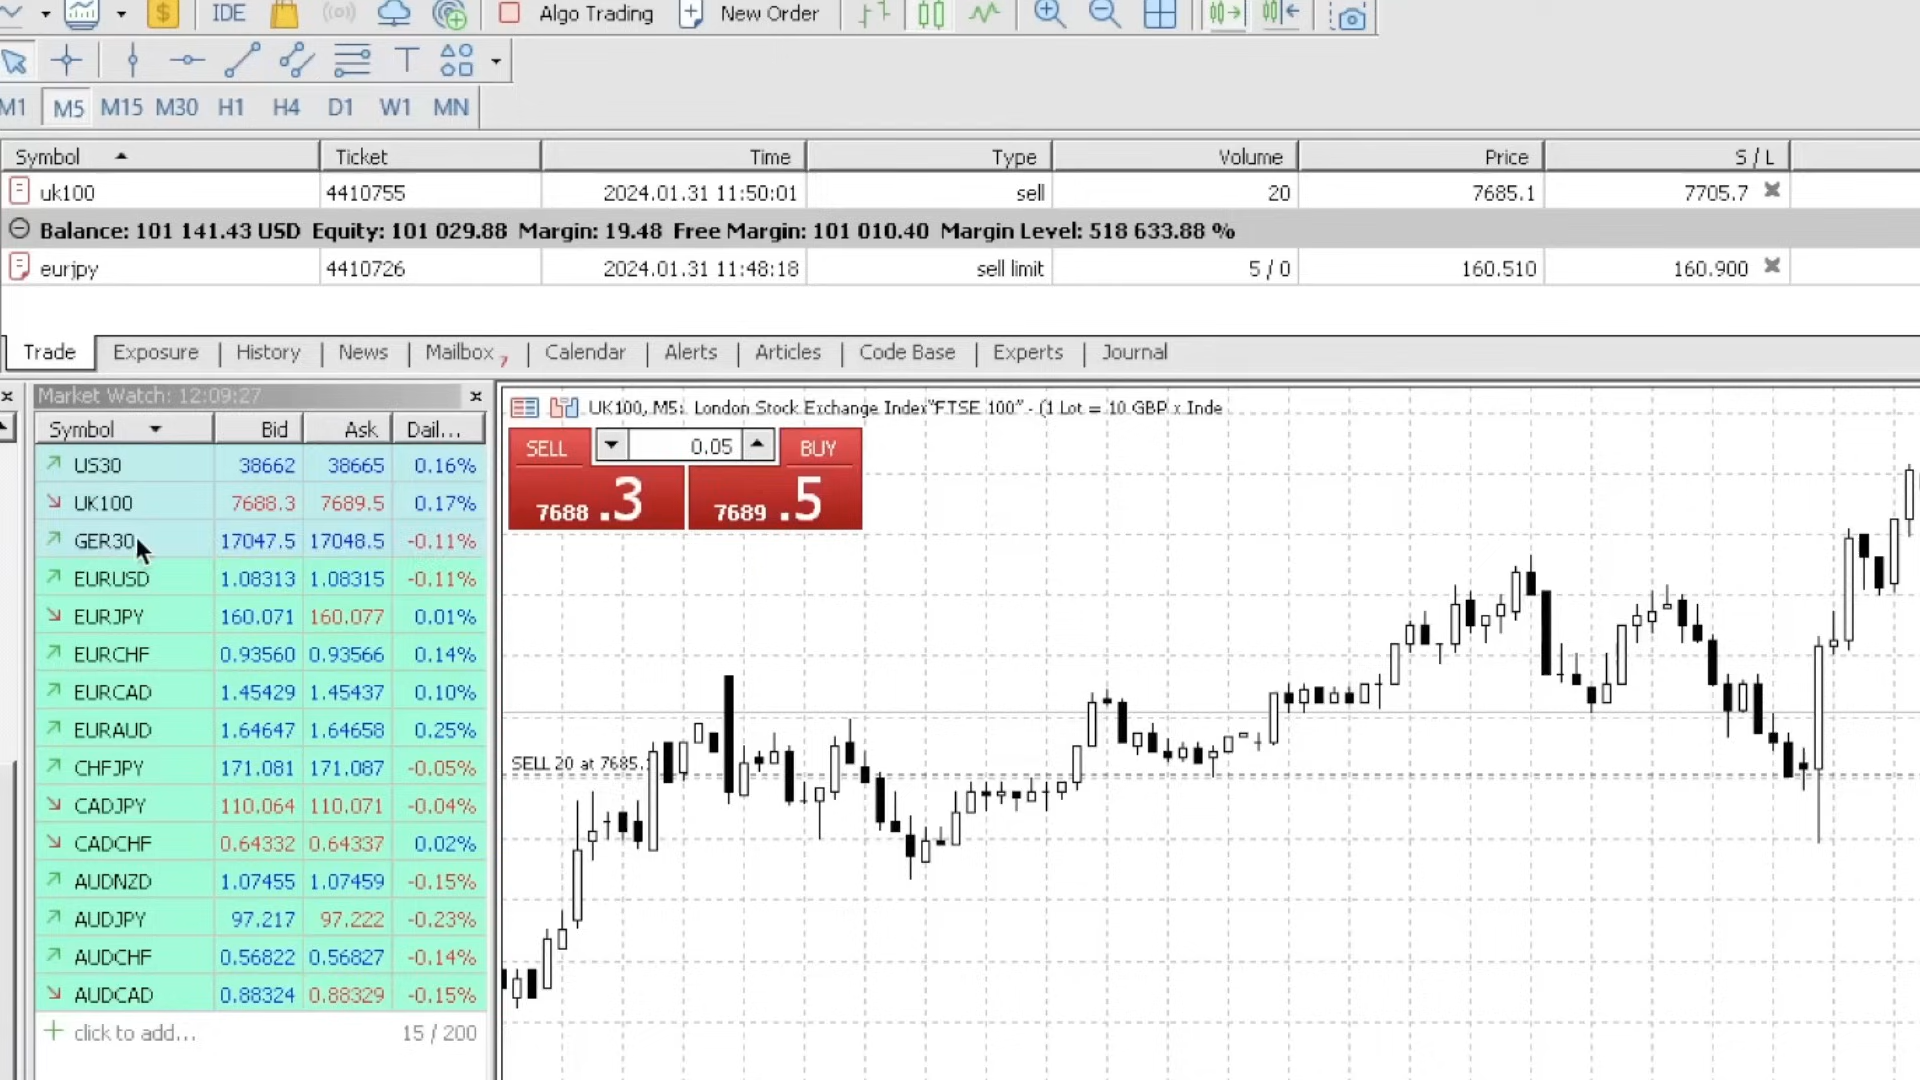 IDE Algo Trading New Order
T
M1 M5 M15 M30 H1 H4 D1 W1 MN
Symbol Ticket Time Type Volume Price S / L
uk100 4410755 2024.01.31 11:50:01 sell 20 7685.1 7705.7
Balance: 101 141.43 USD Equity: 101 029.88 Margin: 19.48 Free Margin: 101 010.40 Margin Level: 518 633.88 %
eurjpy 4410726 2024.01.31 11:48:18 sell limit 5 / 0 160.510 160.900
Trade Exposure History News Mailbox 7 Calendar Alerts Articles Code Base Experts Journal
Market Watch: 12:09:27
Symbol Bid Ask Dail...
US30 38662 38665 0.16%
UK100 7688.3 7689.5 0.17%
GER30 17047.5 17048.5 -0.11%
EURUSD 1.08313 1.08315 -0.11%
EURJPY 160.071 160.077 0.01%
EURCHF 0.93560 0.93566 0.14%
EURCAD 1.45429 1.45437 0.10%
EURAUD 1.64647 1.64658 0.25%
CHFJPY 171.081 171.087 -0.05%
CADJPY 110.064 110.071 -0.04%
CADCHF 0.64332 0.64337 0.02%
AUDNZD 1.07455 1.07459 -0.15%
AUDJPY 97.217 97.222 -0.23%
AUDCHF 0.56822 0.56827 -0.14%
AUDCAD 0.88324 0.88329 -0.15%
click to add... 15 / 200
UK100, M5: London Stock Exchange Index"FTSE 100" - (1 Lot = 10 GBP x Inde
SELL 0.05 BUY
7688 .3 7689 .5
SELL 20 at 7685.